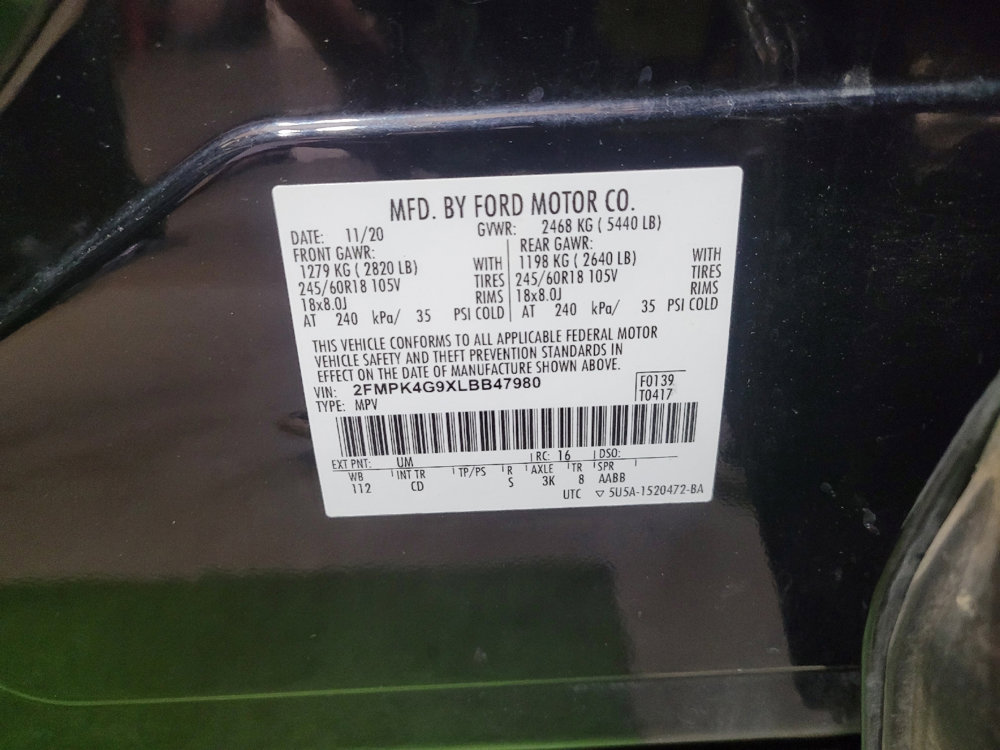 MFD. BY FORD MOTOR CO.
DATE: 11/20 GVWR: 2468 KG ( 5440 LB)
FRONT GAWR: REAR GAWR:
1279 KG ( 2820 LB) WITH 1198 KG ( 2640 LB) WITH
245/60R18 105V TIRES 245/60R18 105V TIRES
18x8.0J RIMS 18x8.0J RIMS
AT 240 kPa/ 35 PSI COLD AT 240 kPa/ 35 PSI COLD
THIS VEHICLE CONFORMS TO ALL APPLICABLE FEDERAL MOTOR
VEHICLE SAFETY AND THEFT PREVENTION STANDARDS IN
EFFECT ON THE DATE OF MANUFACTURE SHOWN ABOVE.
VIN: 2FMPK4G9XLBB47980 F0139
TYPE: MPV T0417
EXT PNT: UM RC: 16 DSO:
WB INT TR TP/PS R AXLE TR SPR
112 CD S 3K 8 AABB
UTC ▽ 5U5A-1520472-BA